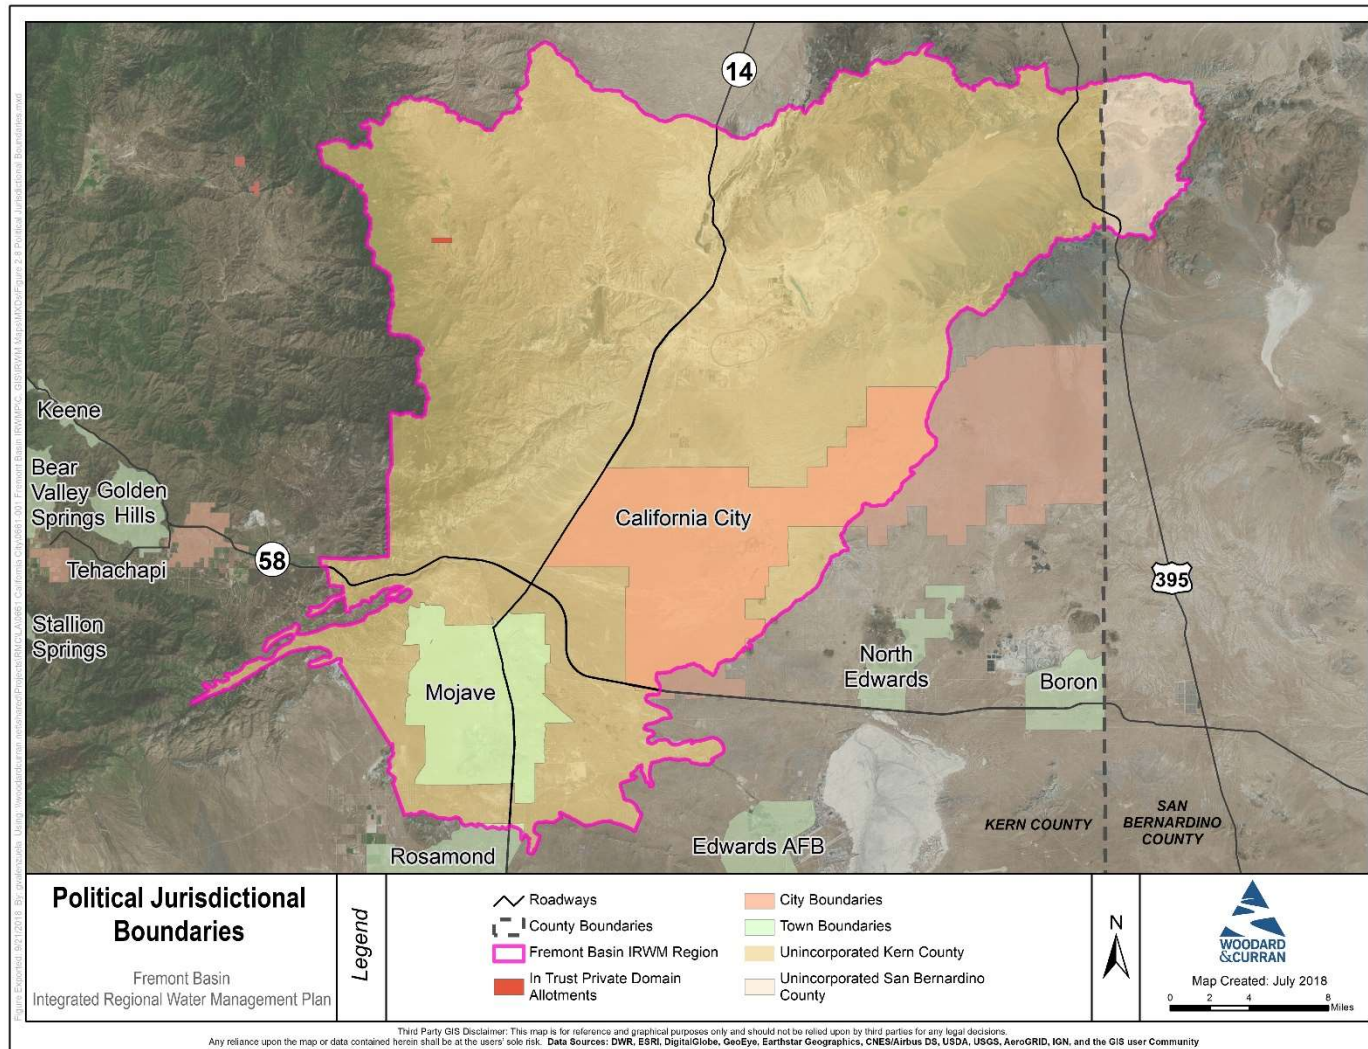 14
Keene
Bear
Valley
Springs
Golden
Hills
Tehachapi
58
Stallion
Springs
California City
395
Mojave
North
Edwards
Boron
Rosamond
Edwards AFB
KERN COUNTY
SAN
BERNARDINO
COUNTY
Political Jurisdictional
Boundaries
Fremont Basin
Integrated Regional Water Management Plan
Legend
Roadways
County Boundaries
Fremont Basin IRWM Region
In Trust Private Domain
Allotments
City Boundaries
Town Boundaries
Unincorporated Kern County
Unincorporated San Bernardino
County
N
WOODARD
&CURRAN
Map Created: July 2018
0 2 4 8
Miles
Third Party GIS Disclaimer: This map is for reference and graphical purposes only and should not be relied upon by third parties for any legal decisions.
Any reliance upon the map or data contained herein shall be at the users' sole risk. Data Sources: DWR, ESRI, DigitalGlobe, GeoEye, Earthstar Geographics, CNES/Airbus DS, USDA, USGS, AeroGRID, IGN, and the GIS user Community